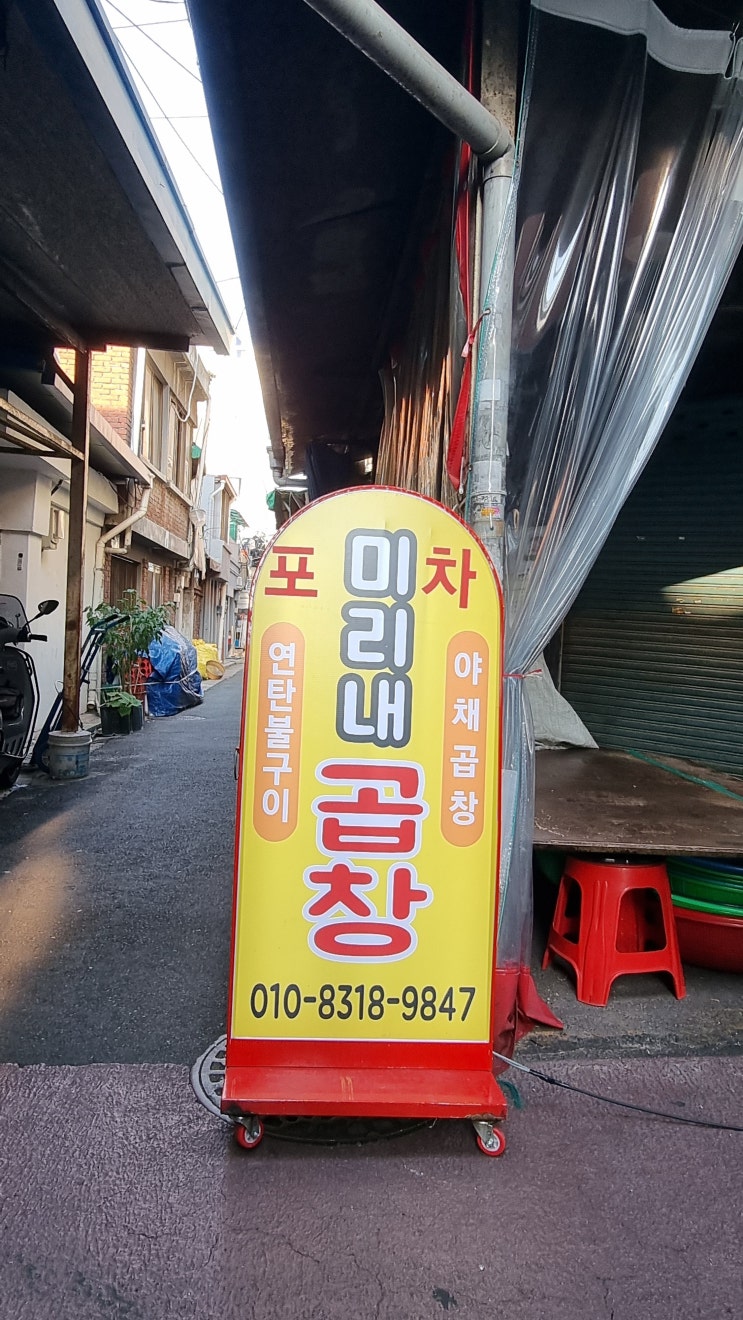 포 차
미리내
곱창
연탄불구이
야채곱창
010-8318-9847